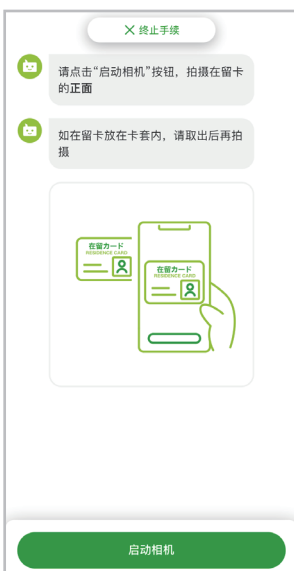 终止手续
请点击“启动相机”按钮，拍摄在留卡
的正面
如在留卡放在卡套内，请取出后再拍
摄
在留カード
RESIDENCE CARD
在留カード
RESIDENCE CARD
启动相机